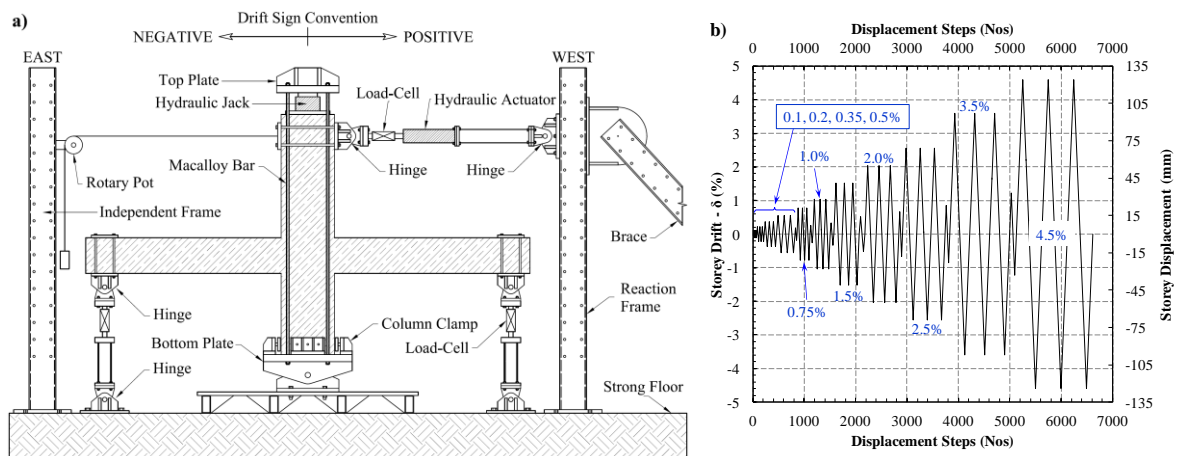 a)
Drift Sign Convention
NEGATIVE
POSITIVE
EAST
WEST
Top Plate
Hydraulic Jack
Load-Cell
Hydraulic Actuator
Macalloy Bar
Hinge
Hinge
Rotary Pot
Independent Frame
Brace
Hinge
Reaction
Frame
Column Clamp
Load-Cell
Bottom Plate
Hinge
Strong Floor
b)
Displacement Steps (Nos)
0 1000 2000 3000 4000 5000 6000 7000
5 135
4 105
3 75
2 45
1 15
0 -15
-1 -45
-2 -75
-3 -105
-4 -135
-5
Storey Drift - δ (%)
Storey Displacement (mm)
0.1, 0.2, 0.35, 0.5%
1.0%
2.0%
3.5%
4.5%
0.75%
1.5%
2.5%
0 1000 2000 3000 4000 5000 6000 7000
Displacement Steps (Nos)